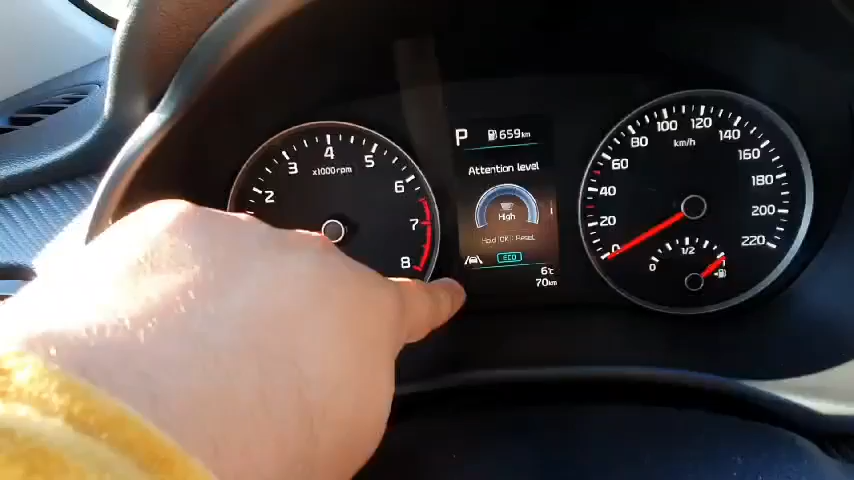 2
3
4
5
6
7
8
x1000rpm
P
659km
Attention level
High
Hold [OK]: Reset
ECO
6℃
70km
0
20
40
60
80
100
120
140
160
180
200
220
km/h
0
1/2
1